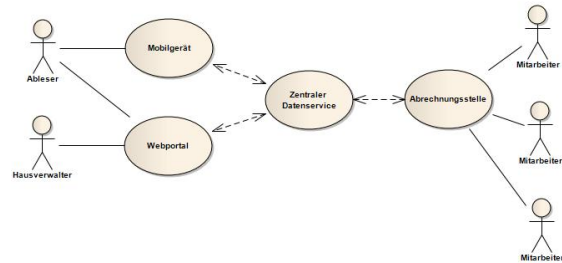 Ableser
Hausverwalter
Mobilgerät
Webportal
Zentraler
Datenservice
Abrechnungsstelle
Mitarbeiter
Mitarbeiter
Mitarbeiter